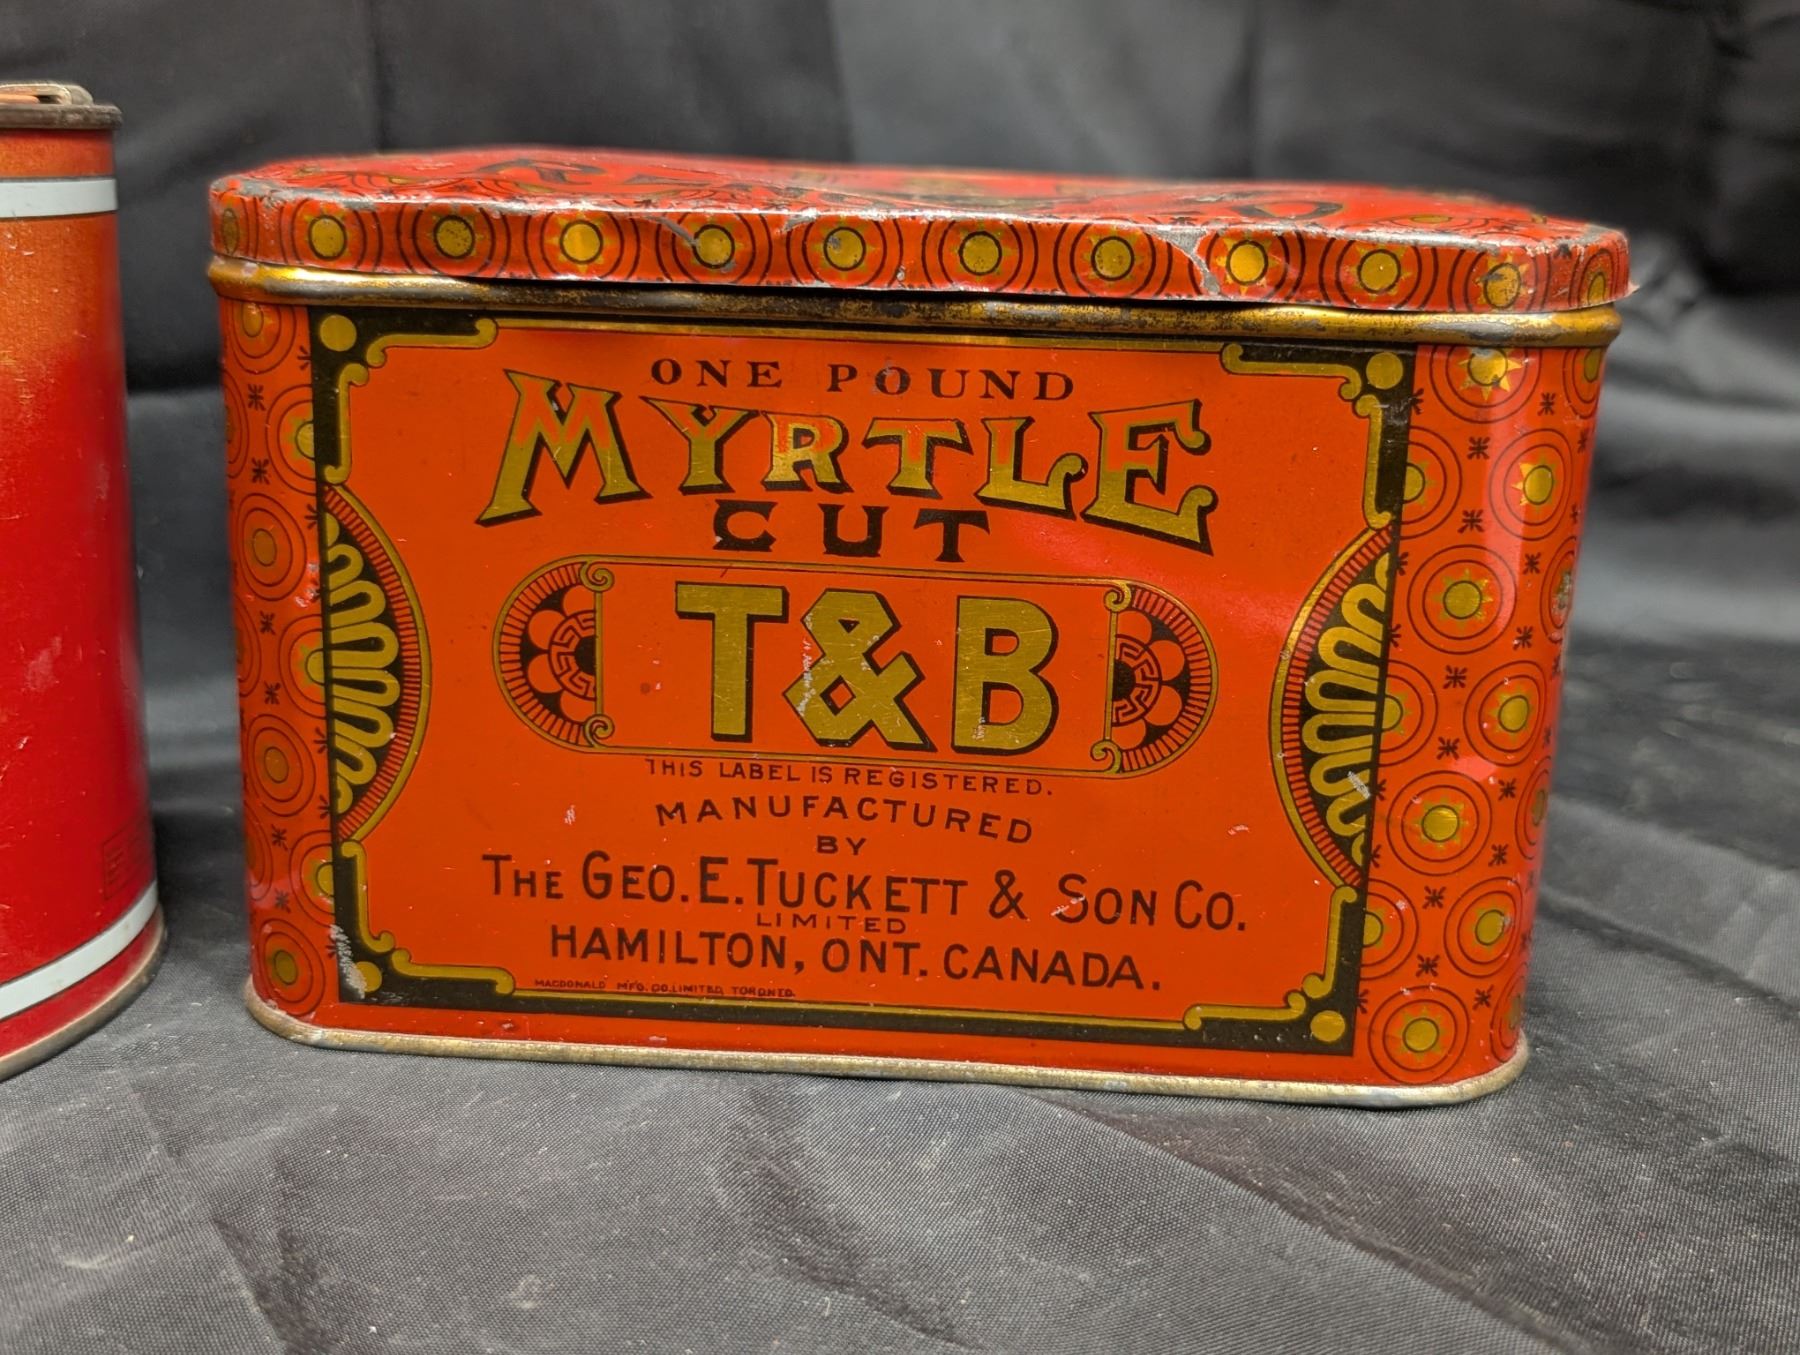 ONE POUND
MYRTLE
CUT
T&B
THIS LABEL IS REGISTERED.
MANUFACTURED
BY
THE GEO. E. TUCKETT & SON CO.
LIMITED
HAMILTON, ONT. CANADA.
MACDONALD MFG. CO. LIMITED, TORONTO.